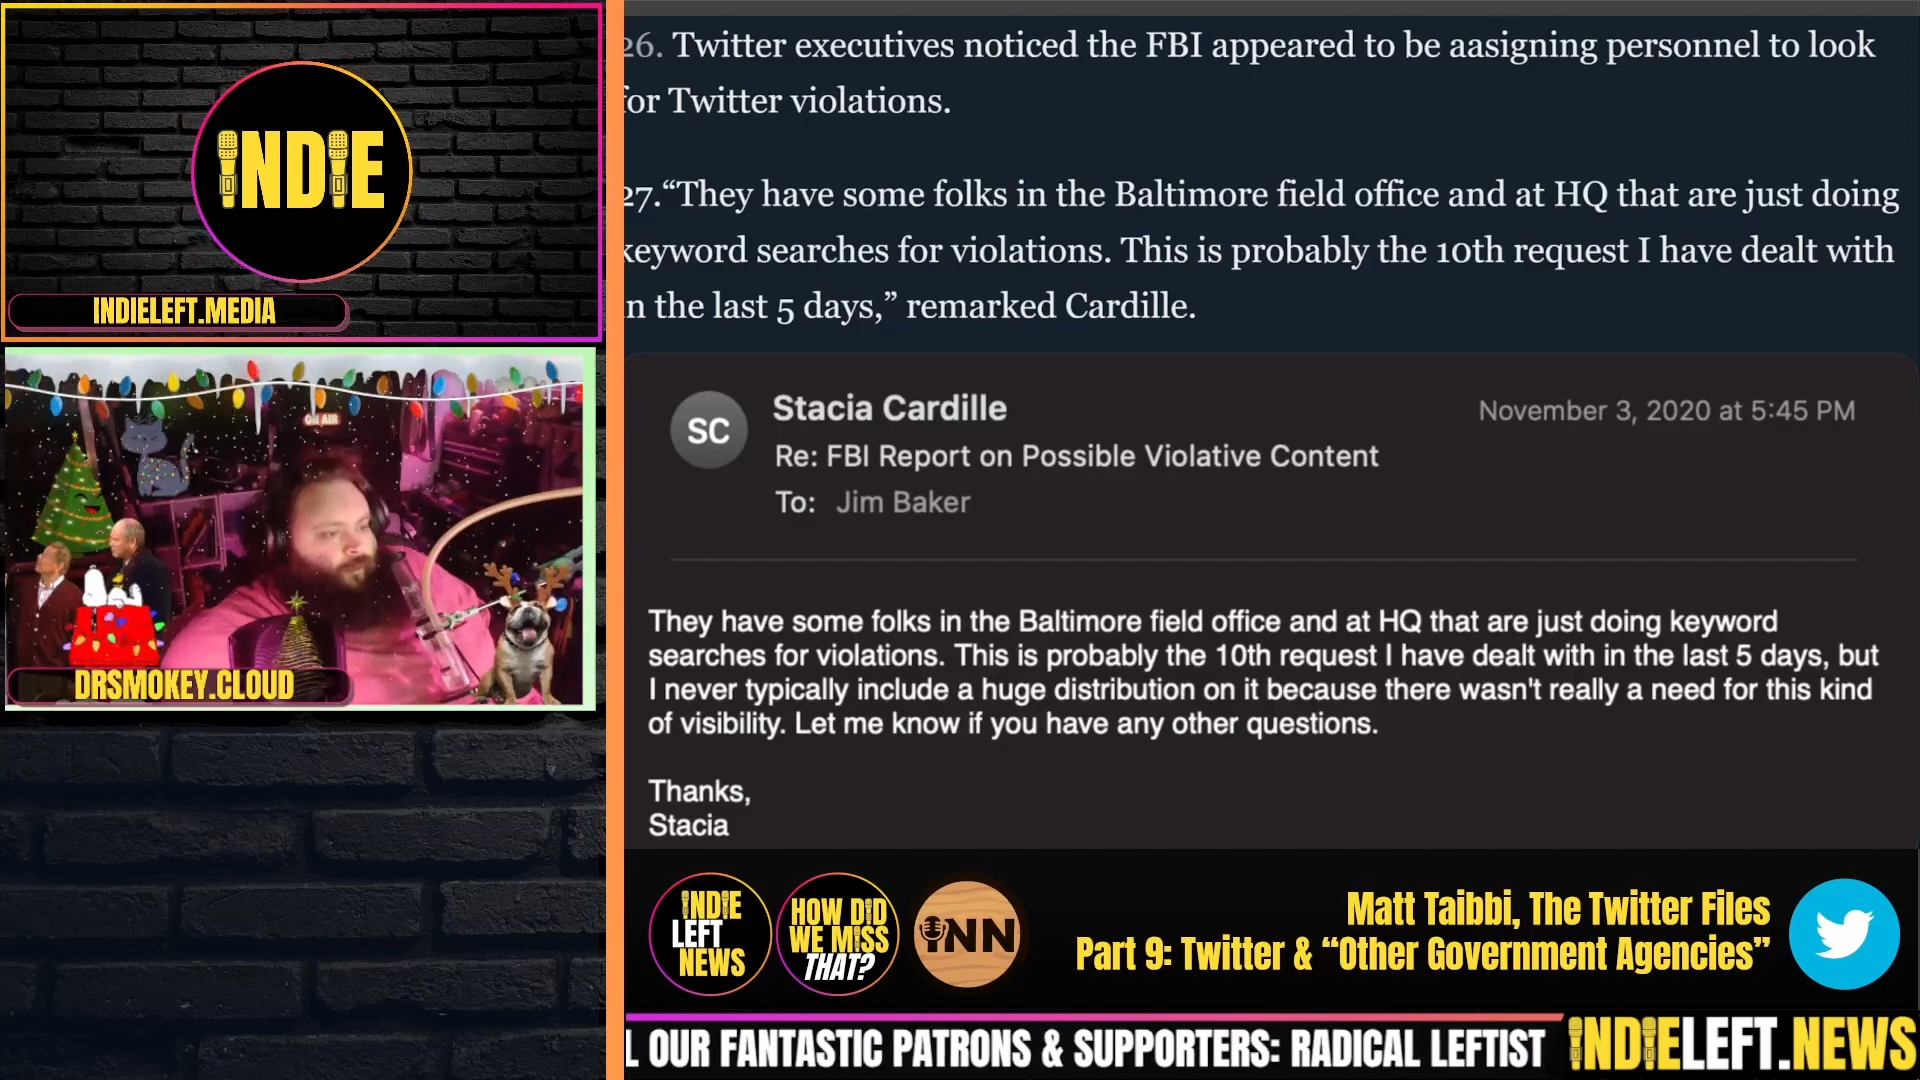 INDIE
INDIELEFT.MEDIA
ON AIR
DRSMOKEY.CLOUD
26. Twitter executives noticed the FBI appeared to be aasigning personnel to look
for Twitter violations.
27.“They have some folks in the Baltimore field office and at HQ that are just doing
keyword searches for violations. This is probably the 10th request I have dealt with
in the last 5 days,” remarked Cardille.
SC
Stacia Cardille
November 3, 2020 at 5:45 PM
Re: FBI Report on Possible Violative Content
To: Jim Baker
They have some folks in the Baltimore field office and at HQ that are just doing keyword
searches for violations. This is probably the 10th request I have dealt with in the last 5 days, but
I never typically include a huge distribution on it because there wasn't really a need for this kind
of visibility. Let me know if you have any other questions.
Thanks,
Stacia
INDIE
LEFT
NEWS
HOW DID
WE MISS
THAT?
INN
Matt Taibbi, The Twitter Files
Part 9: Twitter & “Other Government Agencies”
L OUR FANTASTIC PATRONS & SUPPORTERS: RADICAL LEFTIST
INDIELEFT.NEWS